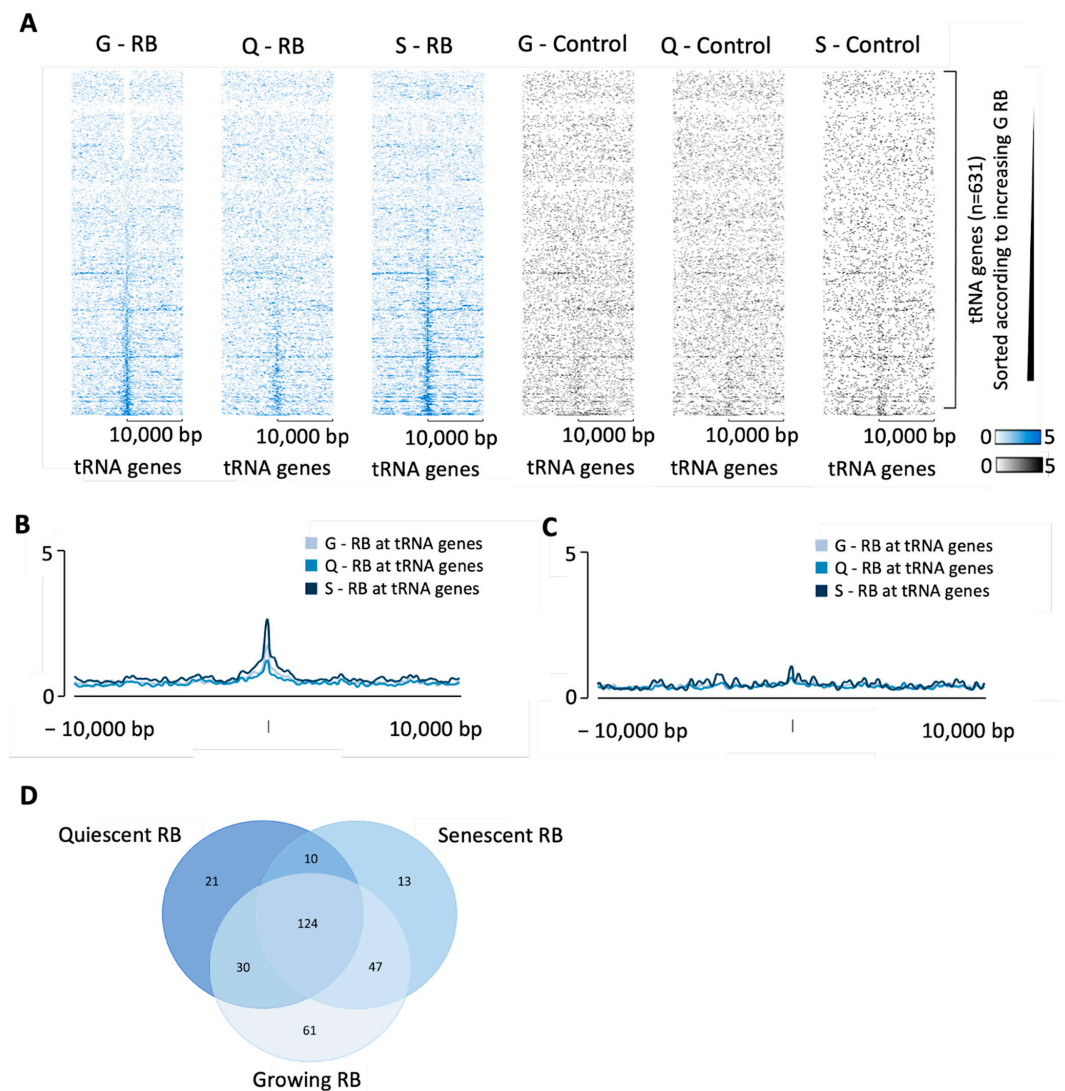 A
G - RB Q - RB S - RB G - Control Q - Control S - Control
tRNA genes (n=631)
Sorted according to increasing G RB
10,000 bp 10,000 bp 10,000 bp 10,000 bp 10,000 bp 10,000 bp
tRNA genes tRNA genes tRNA genes tRNA genes tRNA genes tRNA genes
0 5
0 5
B
5
0
G - RB at tRNA genes
Q - RB at tRNA genes
S - RB at tRNA genes
– 10,000 bp 10,000 bp
C
5
0
G - RB at tRNA genes
Q - RB at tRNA genes
S - RB at tRNA genes
– 10,000 bp 10,000 bp
D
Quiescent RB Senescent RB
10
21 13
124
30 47
61
Growing RB